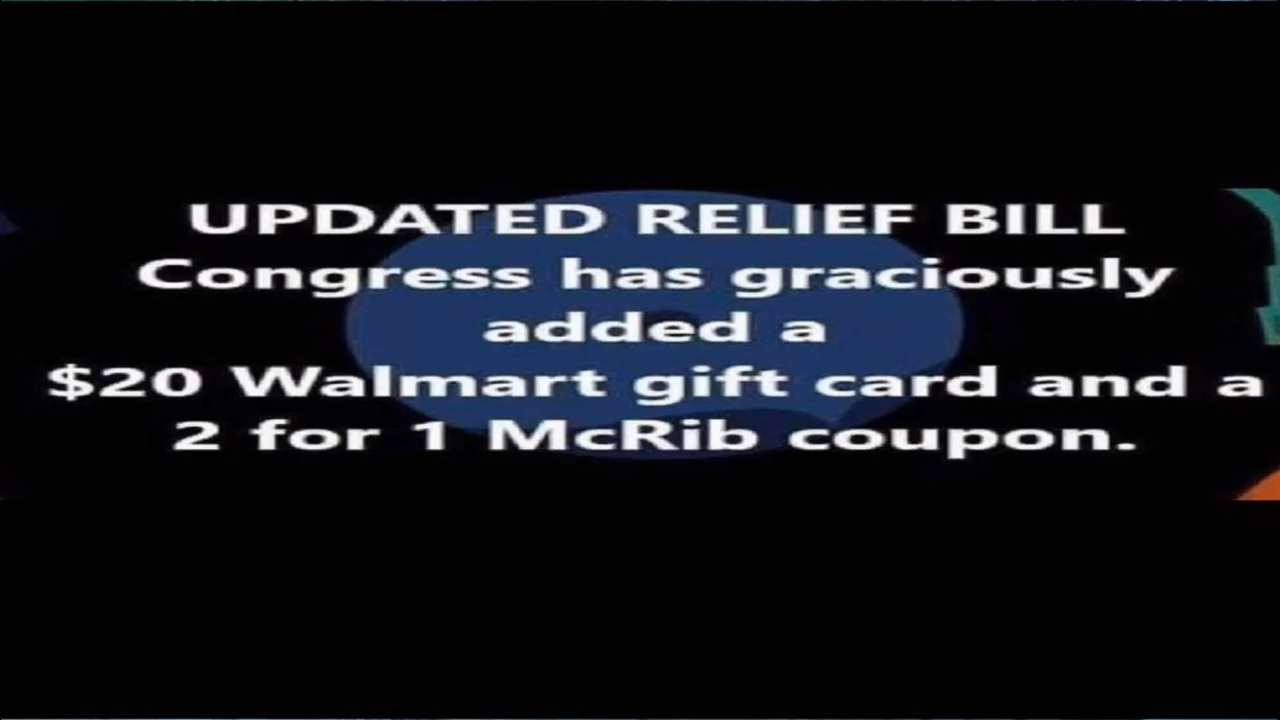 UPDATED RELIEF BILL
Congress has graciously
added a
$20 Walmart gift card and a
2 for 1 McRib coupon.